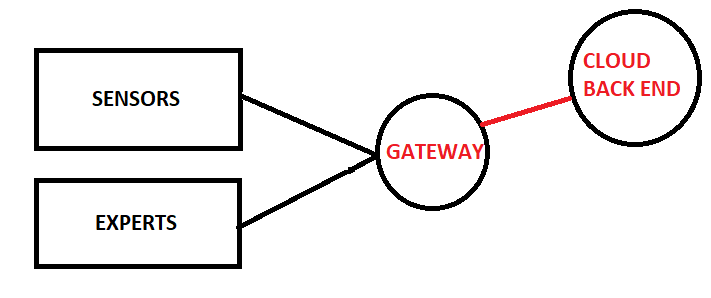 SENSORS
EXPERTS
GATEWAY
CLOUD
BACK END